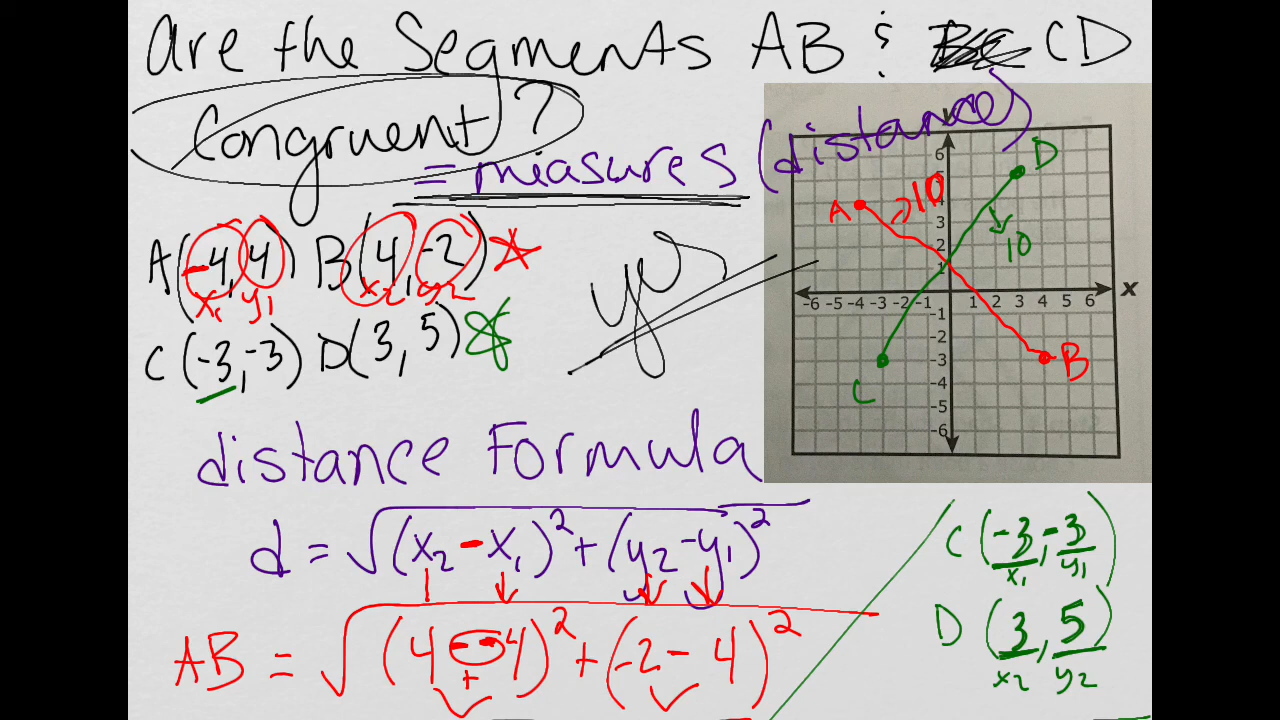 Are the Segments AB & CD
Congruent?
= measures (distance)
A(-4, 4) B(4, -2)
x₁ y₁ x₂ y₂
C(-3, -3) D(3, 5)
yes
distance Formula
d = √(x₂ - x₁)² + (y₂ - y₁)²
AB = √(4 - -4)² + (-2 - 4)²
+
y
6
5
4
3
2
1
-6 -5 -4 -3 -2 -1 1 2 3 4 5 6 x
-1
-2
-3
-4
-5
-6
A 10
D
10
B
C
C(-3, -3)
x₁ y₁
D(3, 5)
x₂ y₂